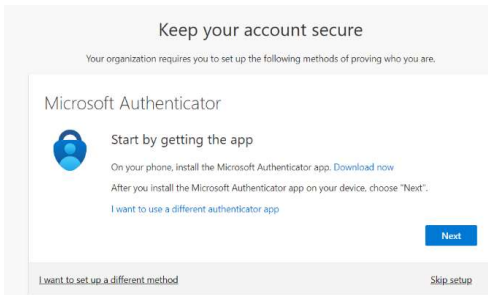 Keep your account secure
Your organization requires you to set up the following methods of proving who you are.
Microsoft Authenticator
Start by getting the app
On your phone, install the Microsoft Authenticator app. Download now
After you install the Microsoft Authenticator app on your device, choose "Next".
I want to use a different authenticator app
Next
I want to set up a different method
Skip setup